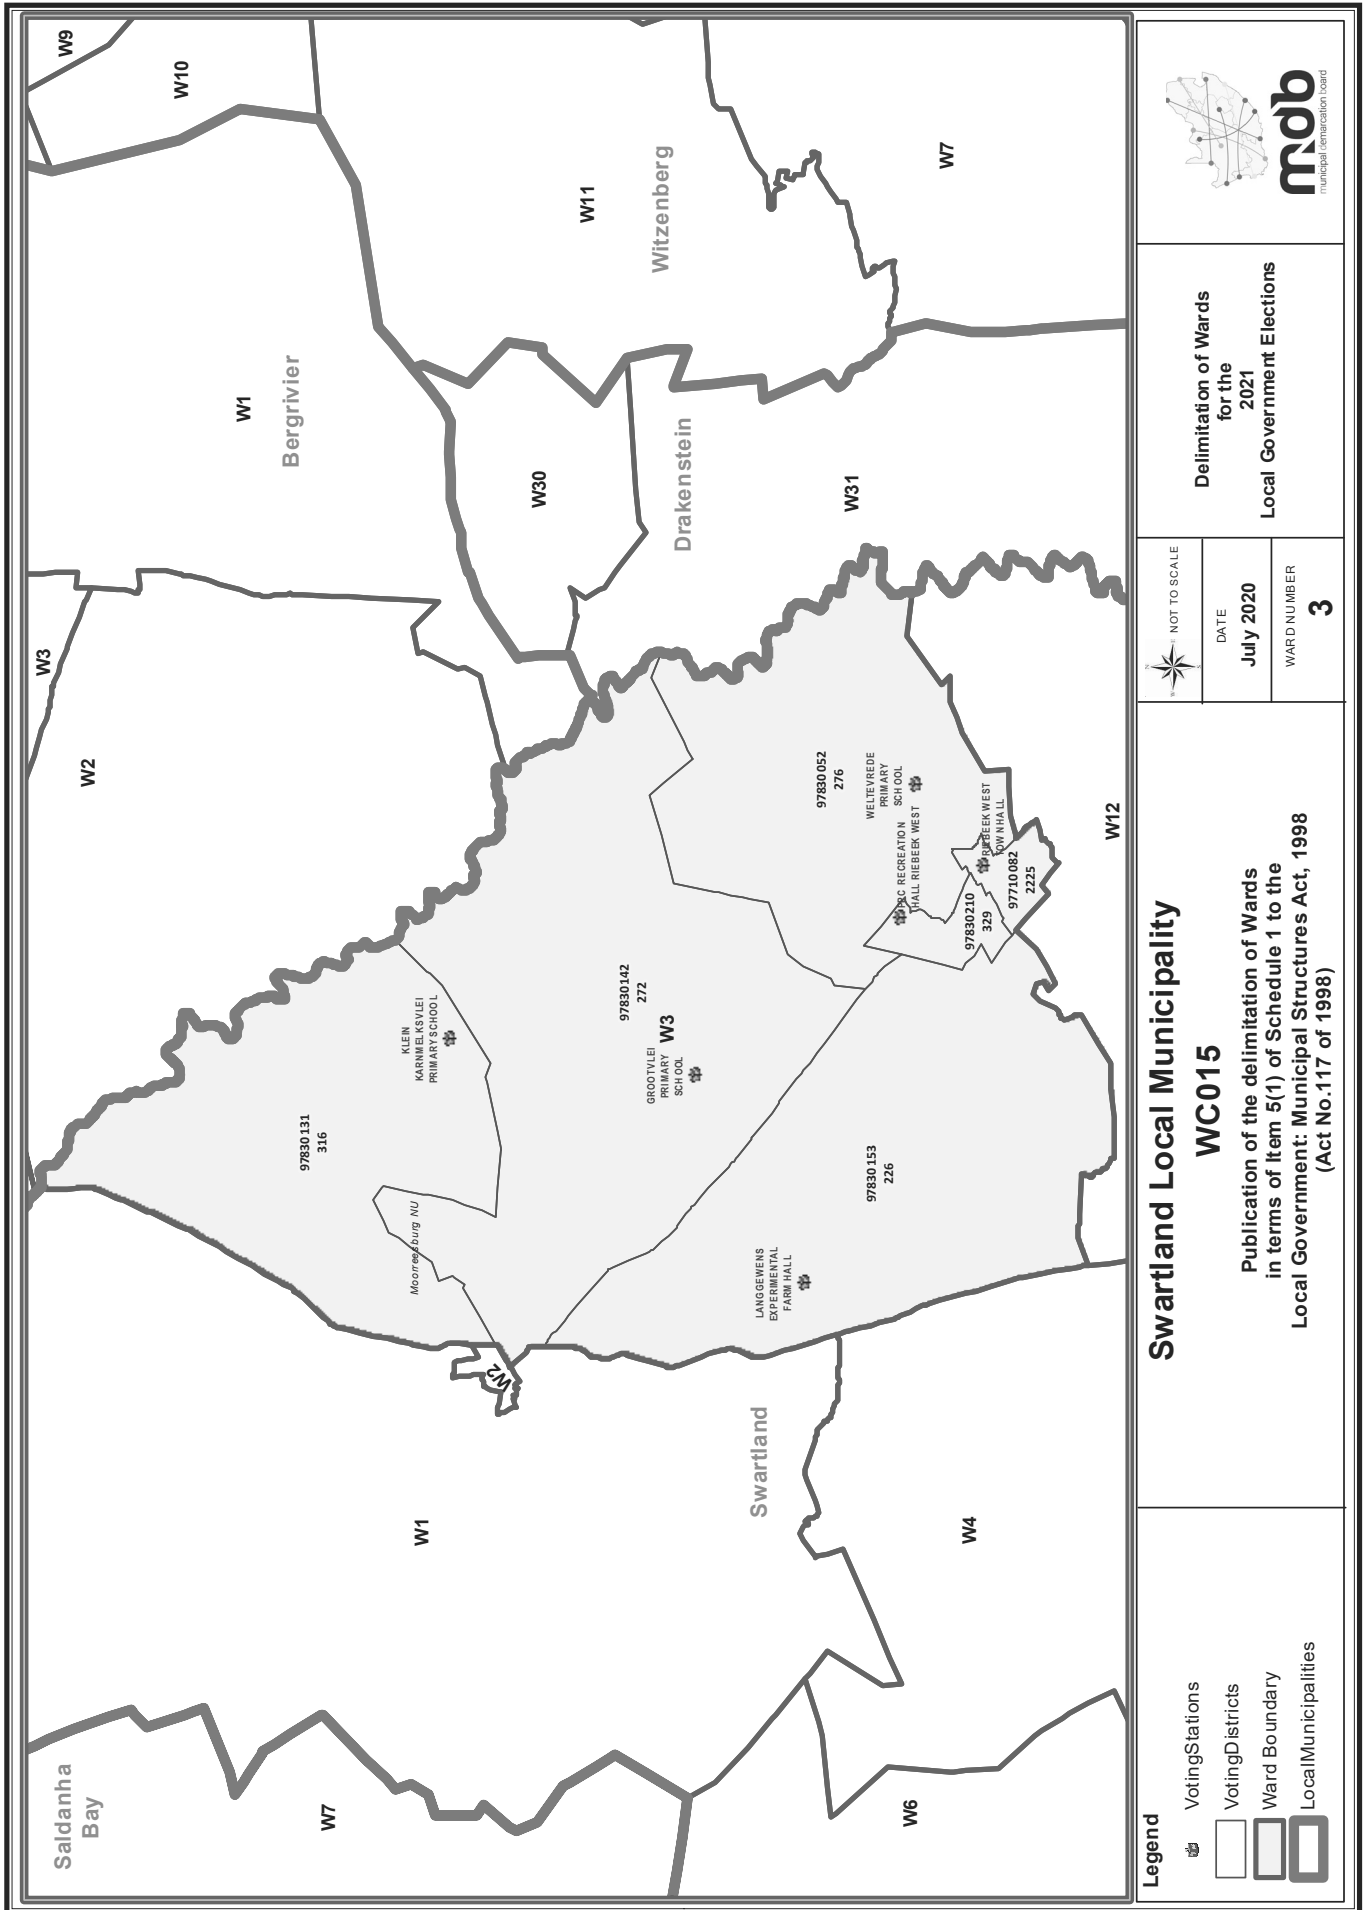 Saldanha
Bay
W7
W6
W1
Swartland
W4
W2
W2
W3
W1
Bergrivier
W9
W10
W11
Witzenberg
W7
W30
Drakenstein
W31
W12
97830131
316
KLEIN
KARNMELKSVLEI
PRIMARY SCHOOL
Moorreesburg NU
97830142
272
W3
GROOTVLEI
PRIMARY
SCHOOL
97830153
226
LANGGEWENS
EXPERIMENTAL
FARM HALL
97830052
276
WELTEVREDE
PRIMARY
SCHOOL
PRC RECREATION
HALL RIEBEEK WEST
RIEBEEK WEST
TOWN HALL
97830210
329
97710082
2225
Legend
VotingStations
VotingDistricts
Ward Boundary
LocalMunicipalities
Swartland Local Municipality
WC015
Publication of the delimitation of Wards
in terms of Item 5(1) of Schedule 1 to the
Local Government: Municipal Structures Act, 1998
(Act No.117 of 1998)
N
E
S
W
NOT TO SCALE
DATE
July 2020
WARD NUMBER
3
Delimitation of Wards
for the
2021
Local Government Elections
mdb
municipal demarcation board